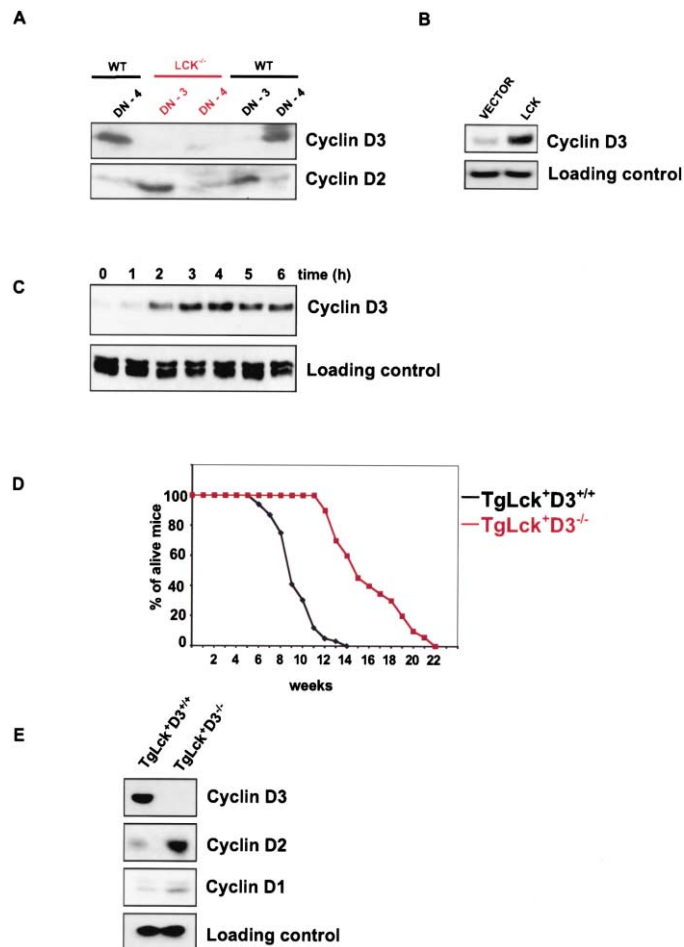 A
WT LCK-/- WT
DN - 4 DN - 3 DN - 4 DN - 3 DN - 4
Cyclin D3
Cyclin D2
B
VECTOR LCK
Cyclin D3
Loading control
C
0 1 2 3 4 5 6 time (h)
Cyclin D3
Loading control
D
100
80
60
40
20
0
% of alive mice
2 4 6 8 10 12 14 16 18 20 22
weeks
TgLck+D3+/+
TgLck+D3-/-
E
TgLck+D3+/+ TgLck+D3-/-
Cyclin D3
Cyclin D2
Cyclin D1
Loading control